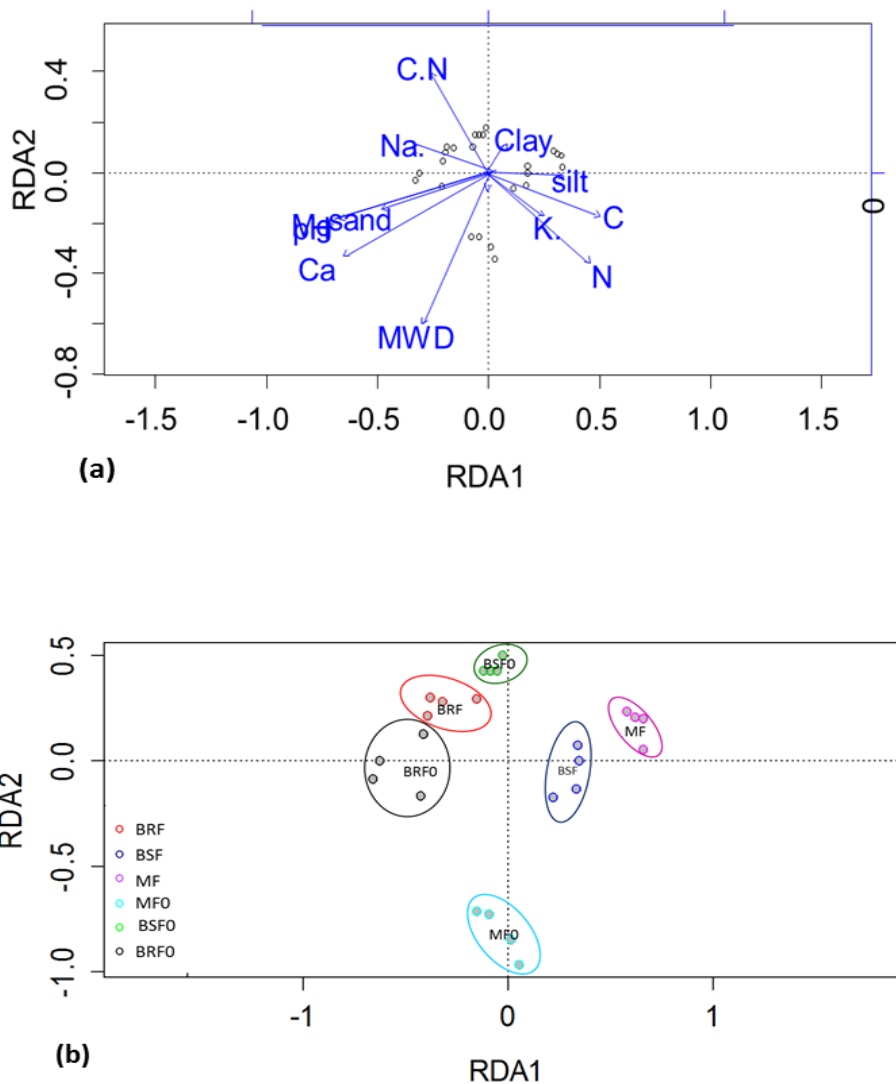 0.4
0.0
-0.4
-0.8
RDA2
C.N
Na.
Clay
silt
sand
C
K.
Ca
N
MWD
0
-1.5 -1.0 -0.5 0.0 0.5 1.0 1.5
(a)
RDA1
0.5
0.0
-0.5
-1.0
RDA2
BSF0
BRF
MF
BRF0
BSF
MF0
BRF
BSF
MF
MF0
BSF0
BRF0
-1 0 1
(b)
RDA1